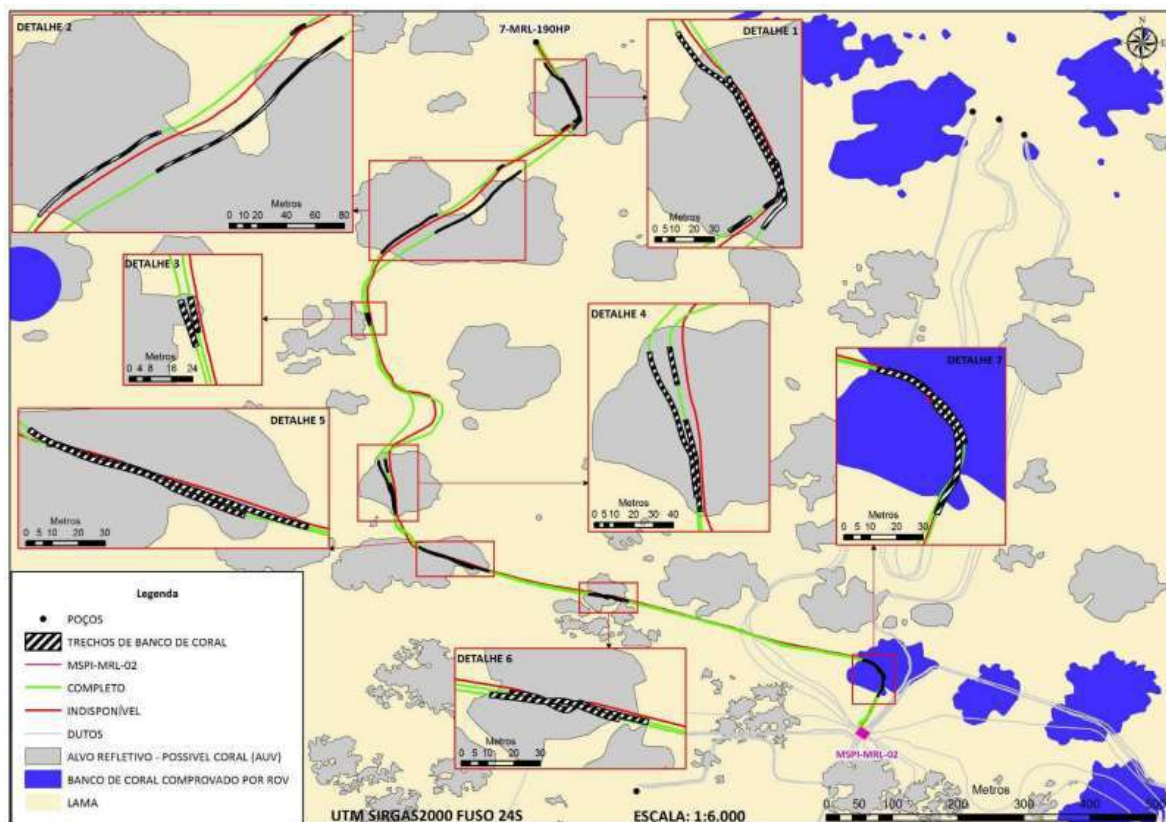 DETALHE 2
Metros
0 10 20 40 60 80
7-MRL-190HP
DETALHE 1
Metros
0 5 10 20 30
N
DETALHE 3
Metros
0 4 8 16 24
DETALHE 4
Metros
0 5 10 20 30 40
DETALHE 7
Metros
0 5 10 20 30
DETALHE 5
Metros
0 5 10 20 30
DETALHE 6
Metros
0 5 10 20 30
MSPI-MRL-02
Legenda
POÇOS
TRECHOS DE BANCO DE CORAL
MSPI-MRL-02
COMPLETO
INDISPONÍVEL
DUTOS
ALVO REFLETIVO - POSSIVEL CORAL (AUV)
BANCO DE CORAL COMPROVADO POR ROV
LAMA
UTM SIRGAS2000 FUSO 24S
ESCALA: 1:6.000
Metros
0 50 100 200 300 400 500